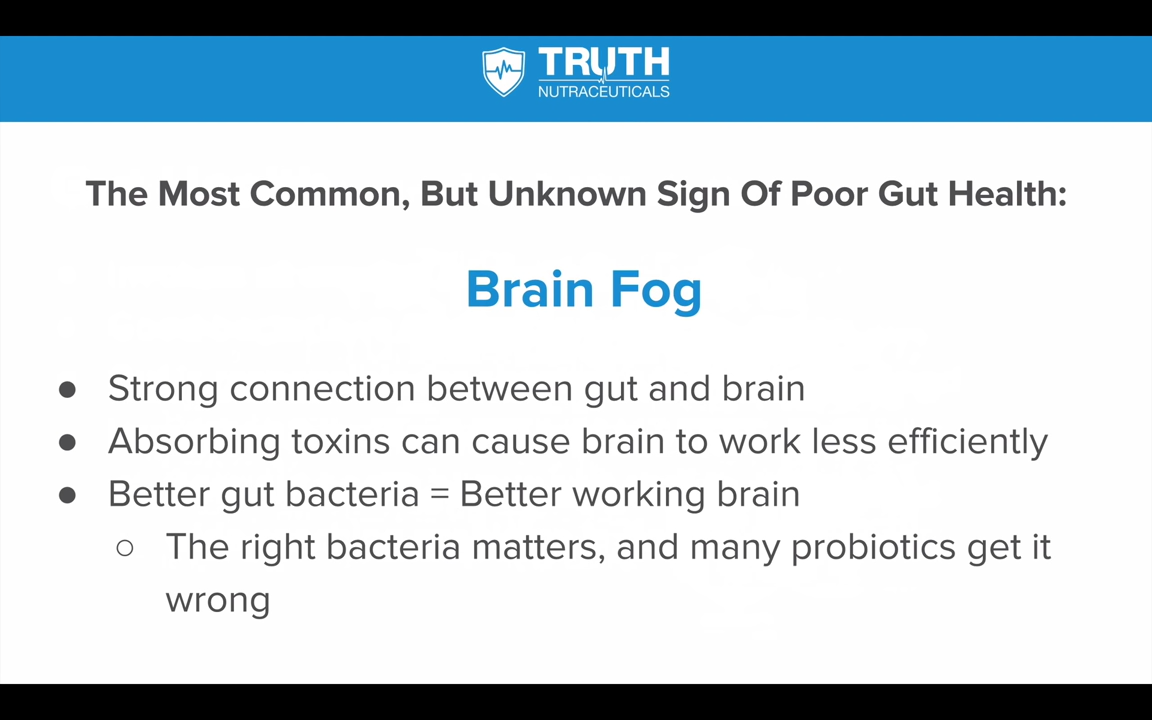 TRUTH
NUTRACEUTICALS
The Most Common, But Unknown Sign Of Poor Gut Health:
Brain Fog
● Strong connection between gut and brain
● Absorbing toxins can cause brain to work less efficiently
● Better gut bacteria = Better working brain
○ The right bacteria matters, and many probiotics get it
wrong